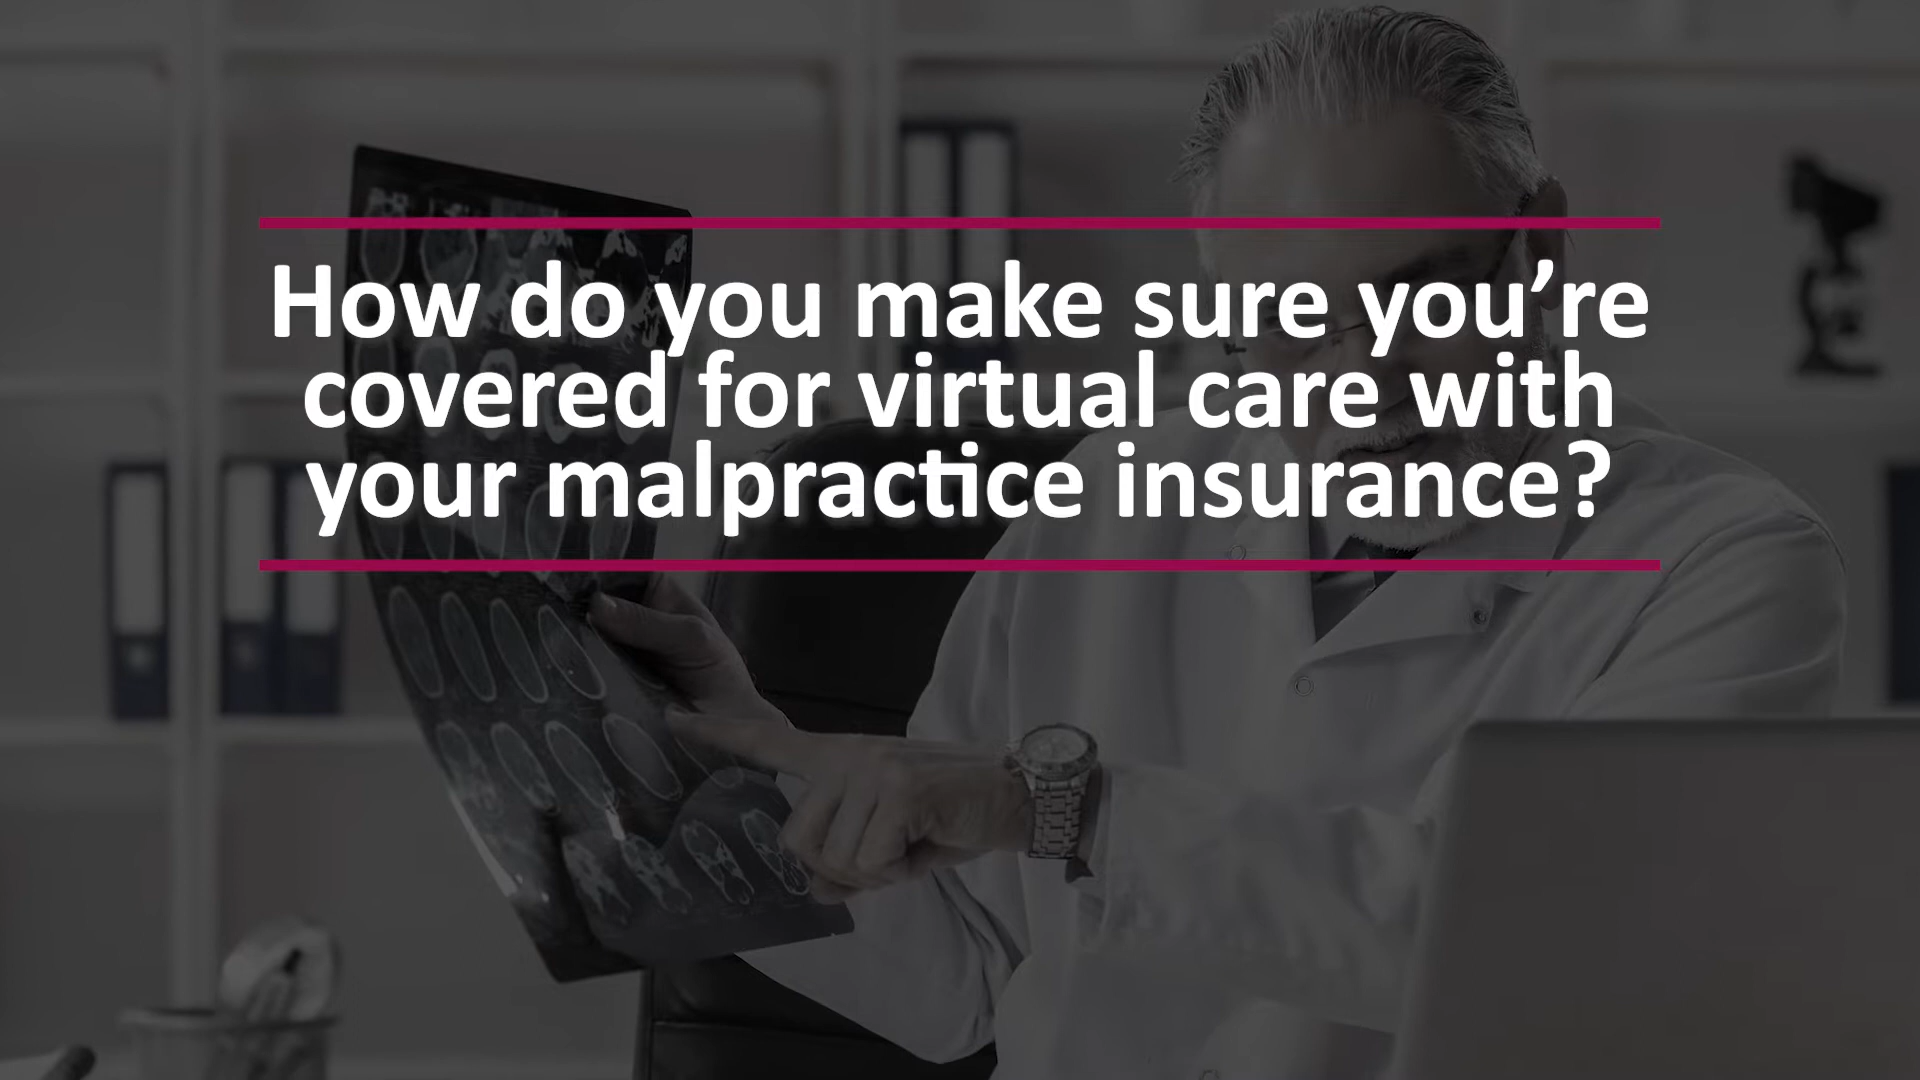 How do you make sure you’re
covered for virtual care with
your malpractice insurance?